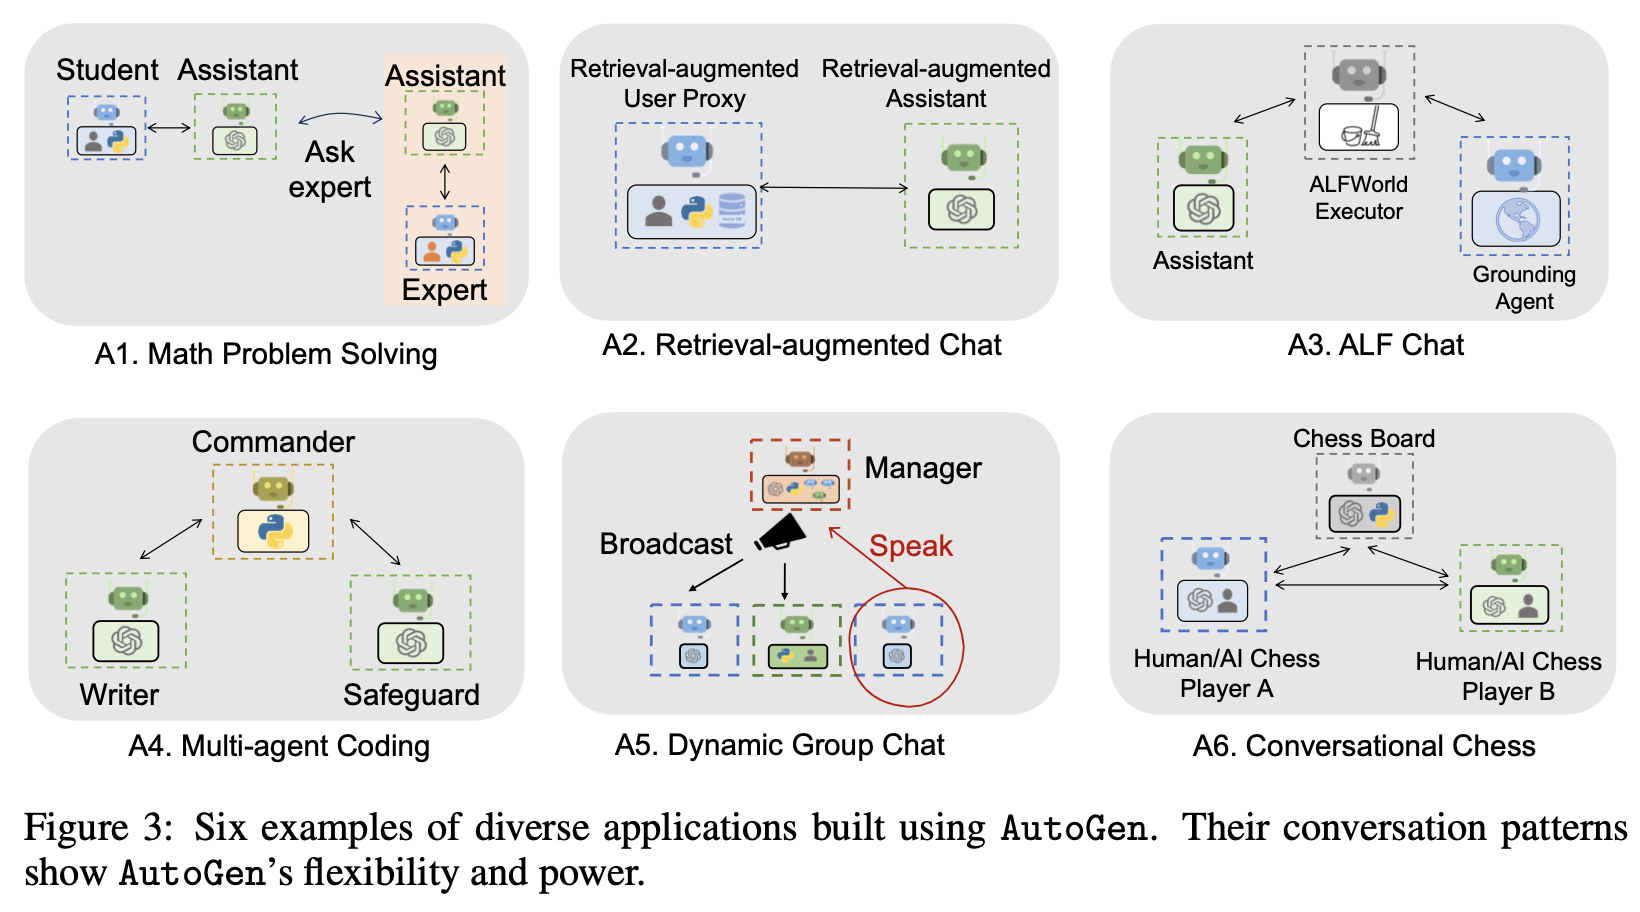 Student Assistant
Assistant
Ask
expert
Expert
A1. Math Problem Solving
Retrieval-augmented
User Proxy
Retrieval-augmented
Assistant
A2. Retrieval-augmented Chat
ALFWorld
Executor
Assistant
Grounding
Agent
A3. ALF Chat
Commander
Writer
Safeguard
A4. Multi-agent Coding
Manager
Broadcast
Speak
A5. Dynamic Group Chat
Chess Board
Human/AI Chess
Player A
Human/AI Chess
Player B
A6. Conversational Chess
Figure 3: Six examples of diverse applications built using AutoGen. Their conversation patterns
show AutoGen’s flexibility and power.